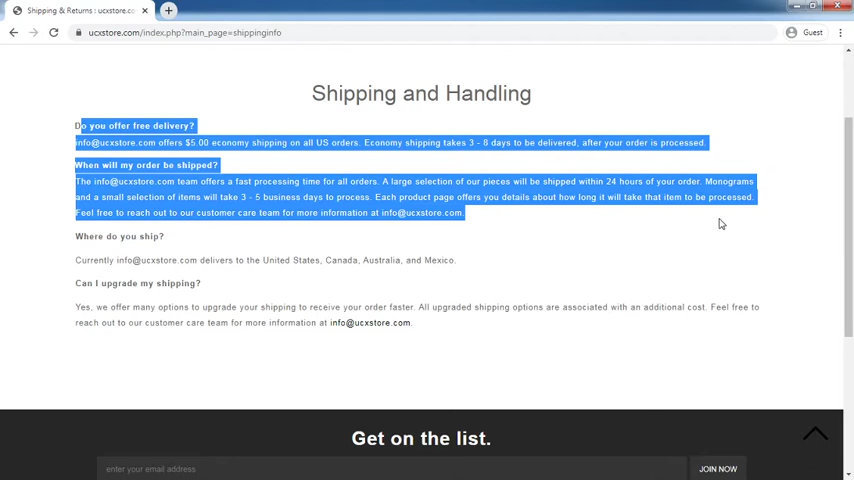 Shipping & Returns : ucxstore.co
ucxstore.com/index.php?main_page=shippinginfo
Guest
Shipping and Handling
Do you offer free delivery?
info@ucxstore.com offers $5.00 economy shipping on all US orders. Economy shipping takes 3 - 8 days to be delivered, after your order is processed.
When will my order be shipped?
The info@ucxstore.com team offers a fast processing time for all orders. A large selection of our pieces will be shipped within 24 hours of your order. Monograms
and a small selection of items will take 3 - 5 business days to process. Each product page offers you details about how long it will take that item to be processed.
Feel free to reach out to our customer care team for more information at info@ucxstore.com.
Where do you ship?
Currently info@ucxstore.com delivers to the United States, Canada, Australia, and Mexico.
Can I upgrade my shipping?
Yes, we offer many options to upgrade your shipping to receive your order faster. All upgraded shipping options are associated with an additional cost. Feel free to
reach out to our customer care team for more information at info@ucxstore.com.
Get on the list.
enter your email address
JOIN NOW